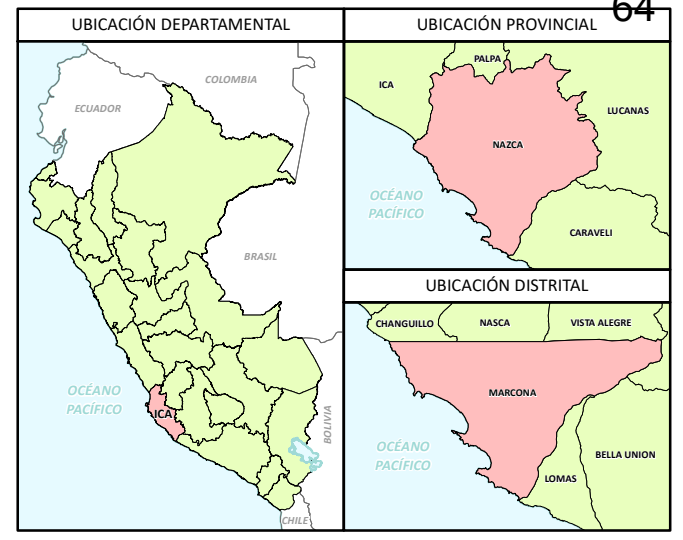 64
UBICACIÓN DEPARTAMENTAL
COLOMBIA
ECUADOR
BRASIL
OCÉANO
PACÍFICO
ICA
BOLIVIA
CHILE
UBICACIÓN PROVINCIAL
PALPA
ICA
LUCANAS
NAZCA
OCÉANO
PACÍFICO
CARAVELI
UBICACIÓN DISTRITAL
CHANGUILLO
NASCA
VISTA ALEGRE
MARCONA
OCÉANO
PACÍFICO
BELLA UNION
LOMAS